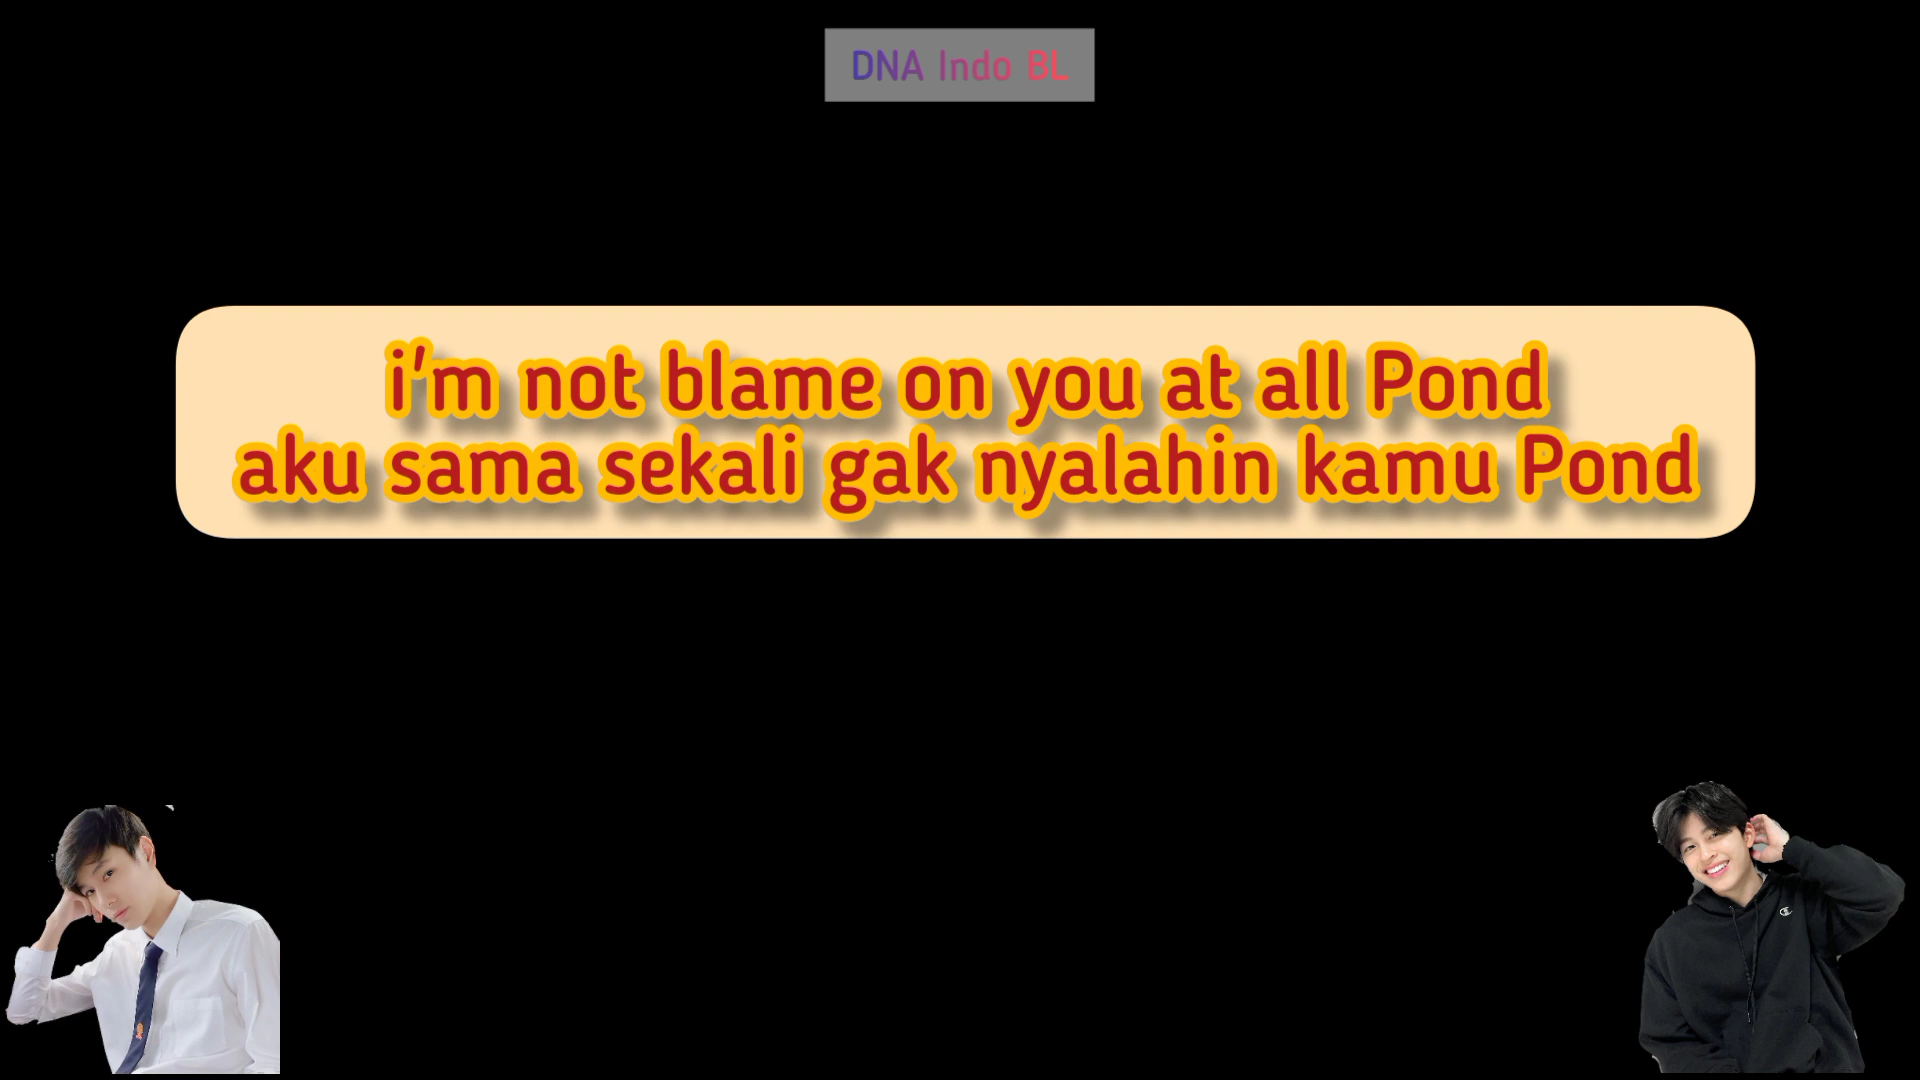 DNA Indo BL
i'm not blame on you at all Pond
aku sama sekali gak nyalahin kamu Pond